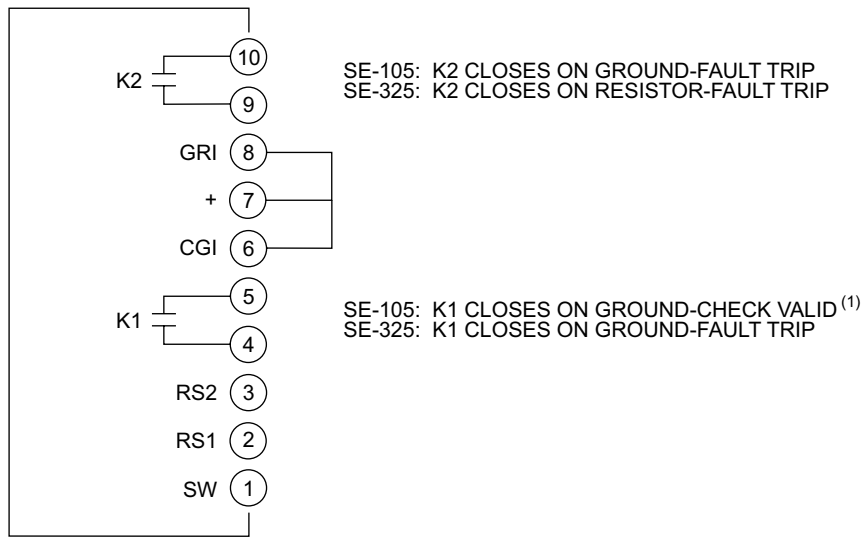 10
K2
SE-105: K2 CLOSES ON GROUND-FAULT TRIP
SE-325: K2 CLOSES ON RESISTOR-FAULT TRIP
9
GRI 8
+ 7
CGI 6
5
K1
SE-105: K1 CLOSES ON GROUND-CHECK VALID (1)
SE-325: K1 CLOSES ON GROUND-FAULT TRIP
4
RS2 3
RS1 2
SW 1